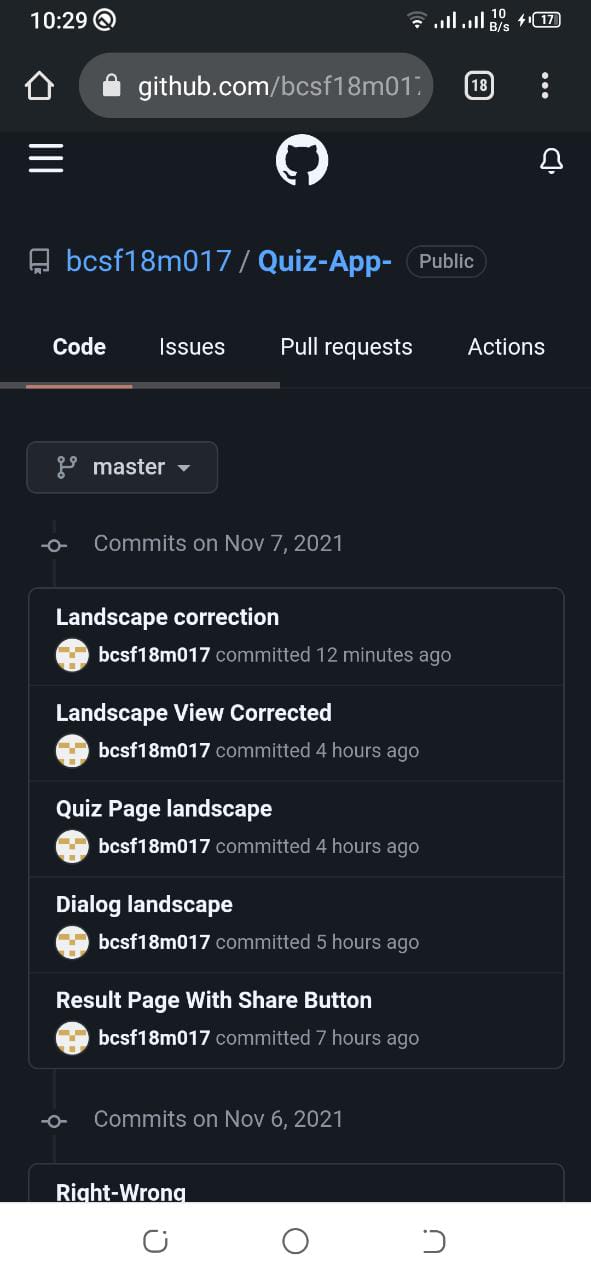 10:29 10 B/s 17
github.com/bcsf18m017 18
bcsf18m017 / Quiz-App- Public
Code Issues Pull requests Actions
master
Commits on Nov 7, 2021
Landscape correction
bcsf18m017 committed 12 minutes ago
Landscape View Corrected
bcsf18m017 committed 4 hours ago
Quiz Page landscape
bcsf18m017 committed 4 hours ago
Dialog landscape
bcsf18m017 committed 5 hours ago
Result Page With Share Button
bcsf18m017 committed 7 hours ago
Commits on Nov 6, 2021
Right-Wrong